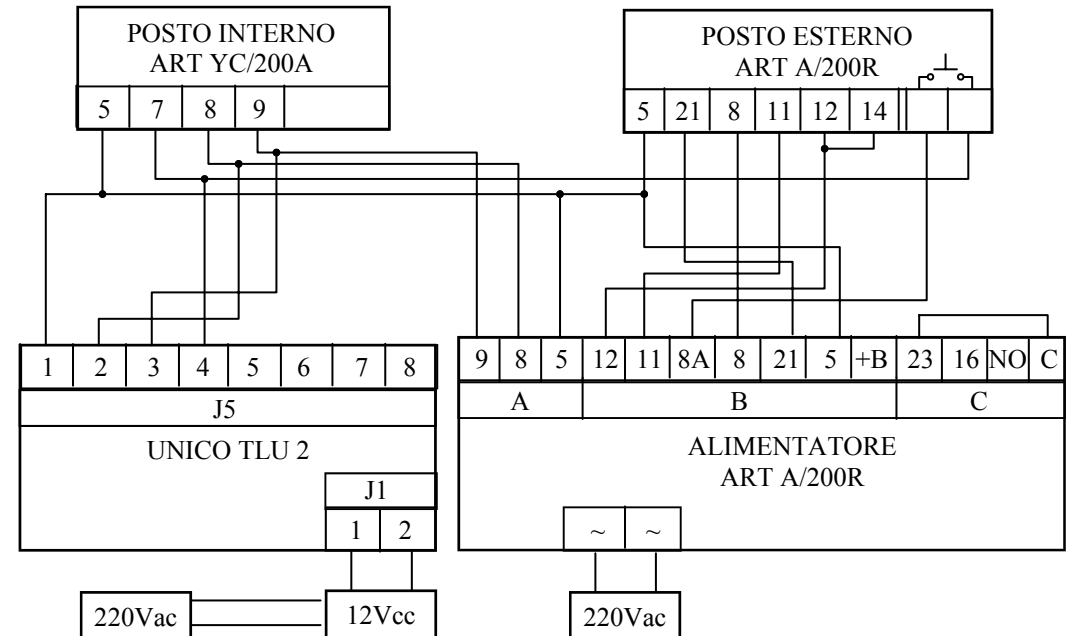 POSTO INTERNO
ART YC/200A
5 7 8 9
POSTO ESTERNO
ART A/200R
5 21 8 11 12 14
1 2 3 4 5 6 7 8
J5
UNICO TLU 2
J1
1 2
220Vac
12Vcc
9 8 5 12 11 8A 8 21 5 +B 23 16 NO C
A B C
ALIMENTATORE
ART A/200R
~ ~
220Vac